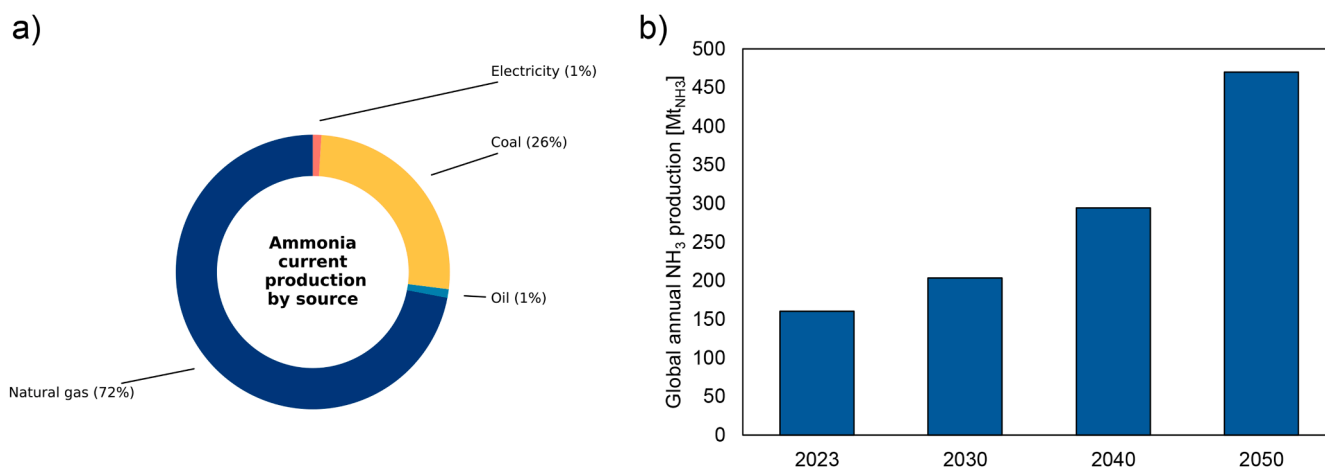 a)
Electricity (1%)
Coal (26%)
Ammonia
current
production
by source
Oil (1%)
Natural gas (72%)
b)
Global annual NH3 production [MtNH3]
500
450
400
350
300
250
200
150
100
50
0
2023
2030
2040
2050